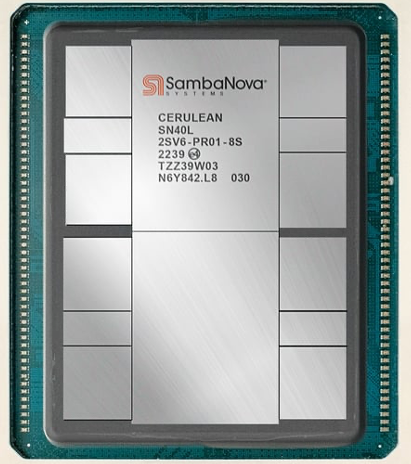 SambaNova®
SYSTEMS
CERULEAN
SN40L
2SV6-PR01-8S
2239
TZZ39W03
N6Y842.L8 030